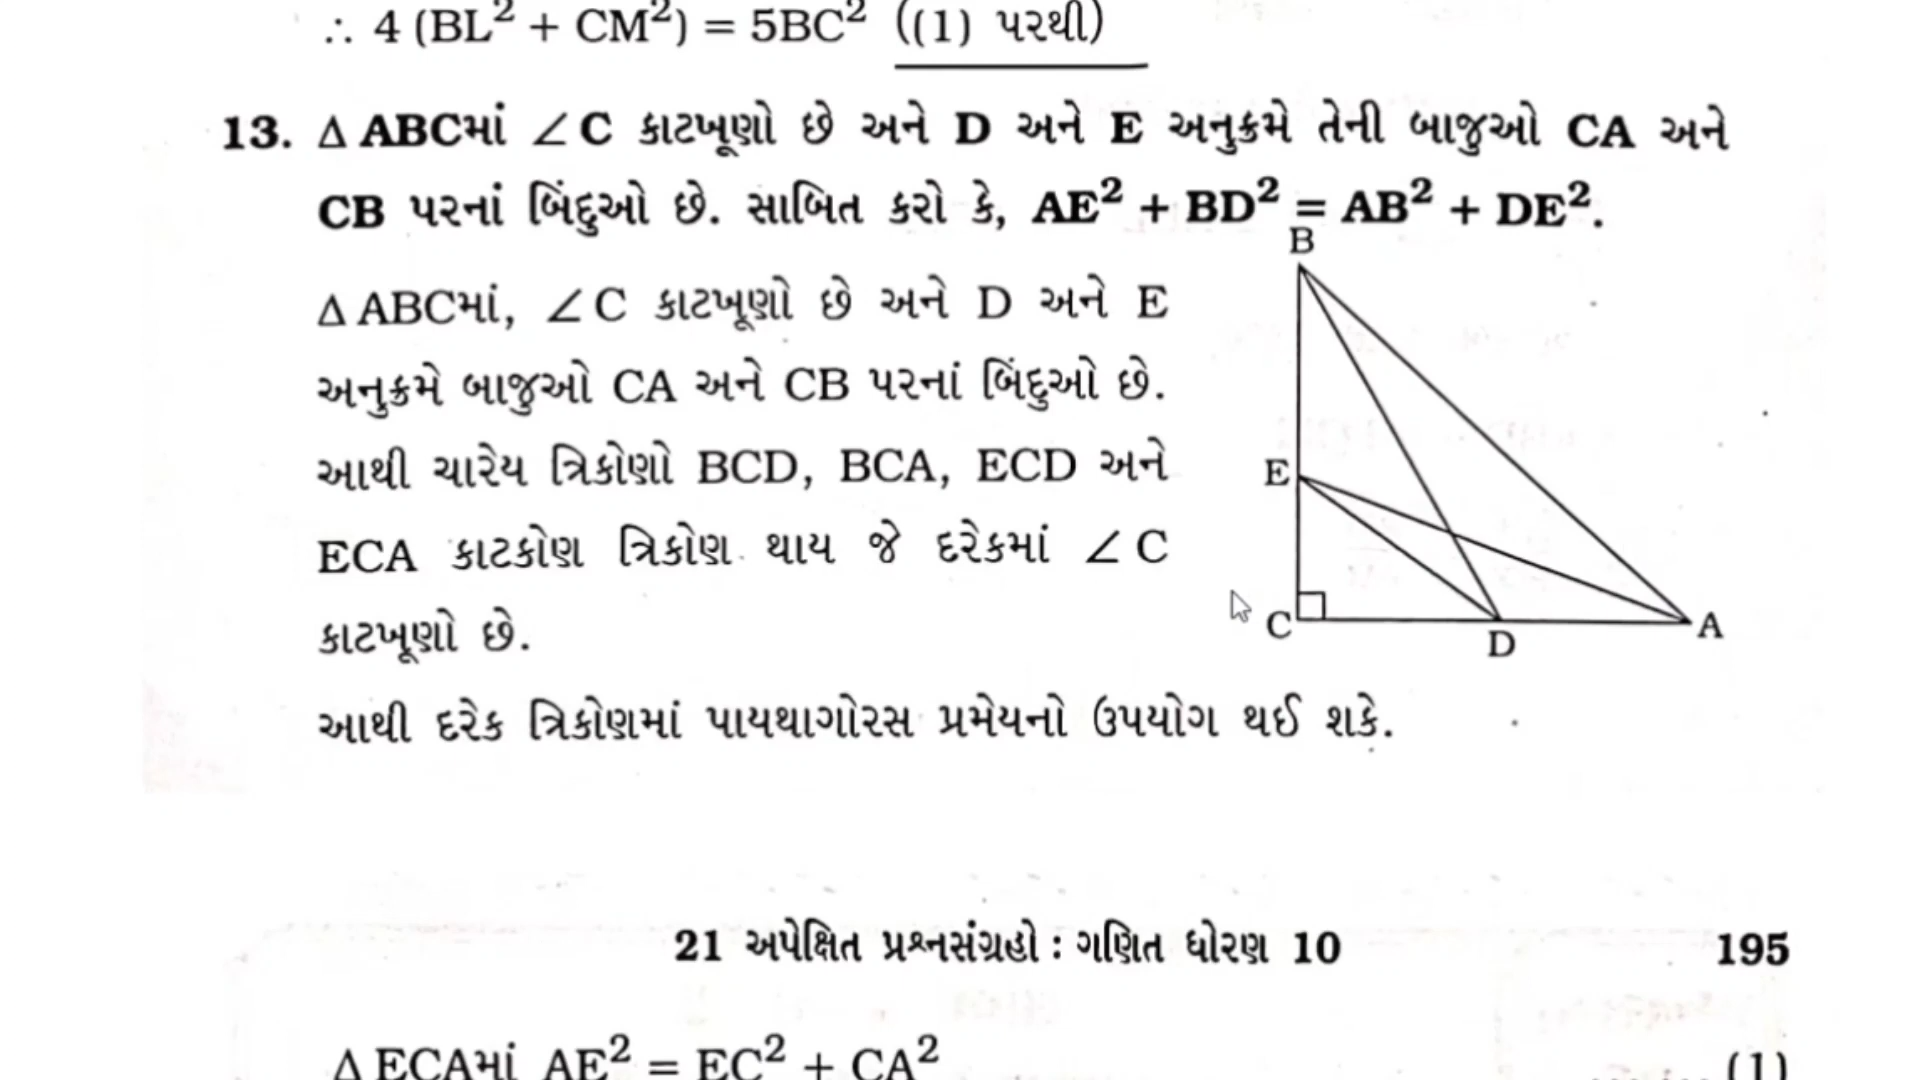 ∴ 4 (BL² + CM²) = 5BC² ((1) પરથી)
13. Δ ABCમાં ∠C કાટખૂણો છે અને D અને E અનુક્રમે તેની બાજુઓ CA અને
CB પરનાં બિંદુઓ છે. સાબિત કરો કે, AE² + BD² = AB² + DE².
Δ ABCમાં, ∠C કાટખૂણો છે અને D અને E
અનુક્રમે બાજુઓ CA અને CB પરનાં બિંદુઓ છે.
આથી ચારેય ત્રિકોણો BCD, BCA, ECD અને
ECA કાટકોણ ત્રિકોણ થાય જે દરેકમાં ∠C
કાટખૂણો છે.
B
E
C
D
A
આથી દરેક ત્રિકોણમાં પાયથાગોરસ પ્રમેયનો ઉપયોગ થઈ શકે.
21 અપેક્ષિત પ્રશ્નસંગ્રહો : ગણિત ધોરણ 10 195
Δ ECAમાં AE² = EC² + CA² ... ... (1)